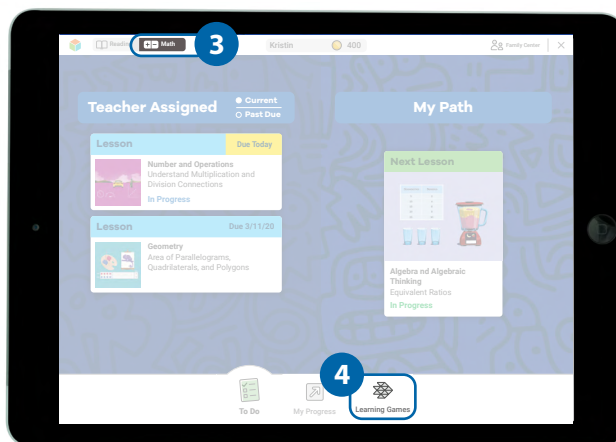 Reading
Math
3
Kristin
400
Family Center
Teacher Assigned
Current
Past Due
My Path
Lesson
Due Today
Number and Operations
Understand Multiplication and
Division Connections
In Progress
Lesson
Due 3/11/20
Geometry
Area of Parallelograms,
Quadrilaterals, and Polygons
Next Lesson
Algebra nd Algebraic
Thinking
Equivalent Ratios
In Progress
4
To Do
My Progress
Learning Games